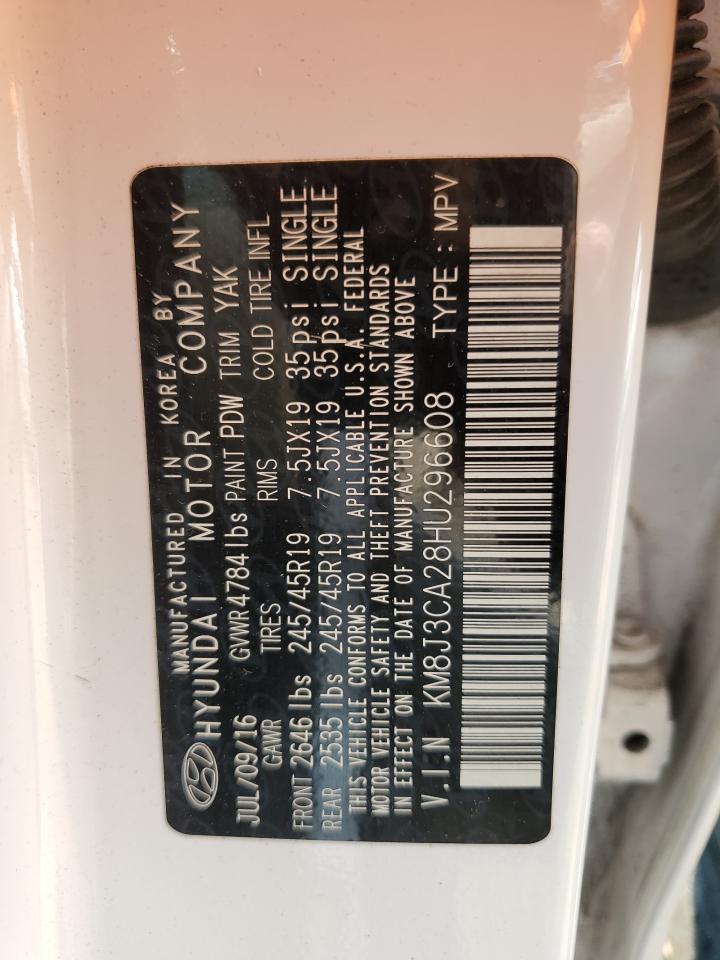 MANUFACTURED IN KOREA BY
HYUNDAI MOTOR COMPANY
JUL/09/16 GVWR 4784 lbs PAINT PDW TRIM YAK
GAWR TIRES RIMS COLD TIRE INFL
FRONT 2646 lbs 245/45R19 7.5JX19 35psi SINGLE
REAR 2535 lbs 245/45R19 7.5JX19 35psi SINGLE
THIS VEHICLE CONFORMS TO ALL APPLICABLE U.S.A. FEDERAL
MOTOR VEHICLE SAFETY AND THEFT PREVENTION STANDARDS
IN EFFECT ON THE DATE OF MANUFACTURE SHOWN ABOVE
V.I.N KM8J3CA28HU296608 TYPE : MPV